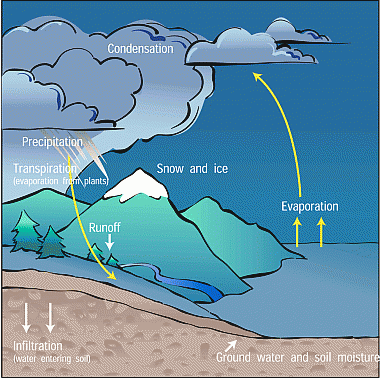 Condensation
Precipitation
Transpiration
(evaporation from plants)
Snow and ice
Evaporation
Runoff
Infiltration
(water entering soil)
Ground water and soil moisture